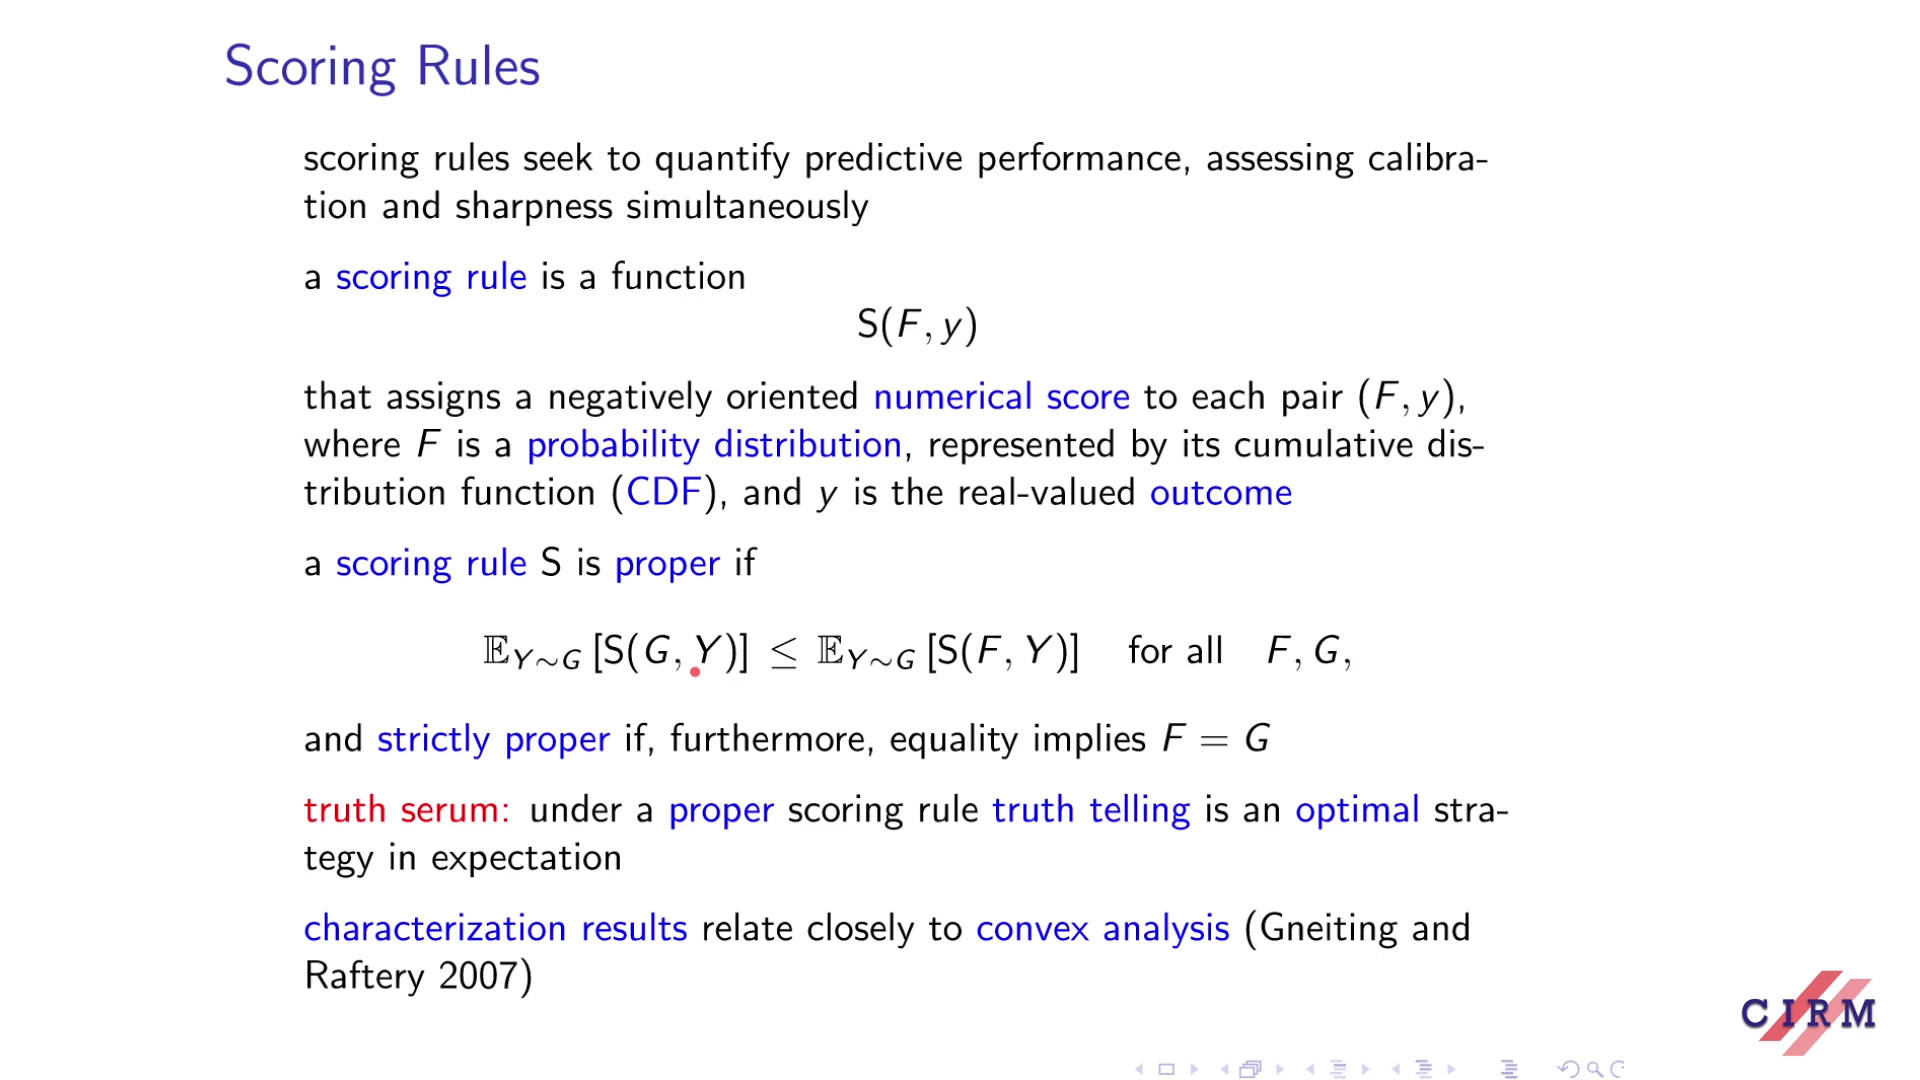 Scoring Rules
scoring rules seek to quantify predictive performance, assessing calibra-
tion and sharpness simultaneously
a scoring rule is a function
S(F, y)
that assigns a negatively oriented numerical score to each pair (F, y),
where F is a probability distribution, represented by its cumulative dis-
tribution function (CDF), and y is the real-valued outcome
a scoring rule S is proper if
𝔼_{Y∼G} [S(G, Y)] ≤ 𝔼_{Y∼G} [S(F, Y)] for all F, G,
and strictly proper if, furthermore, equality implies F = G
truth serum: under a proper scoring rule truth telling is an optimal stra-
tegy in expectation
characterization results relate closely to convex analysis (Gneiting and
Raftery 2007)
CIRM